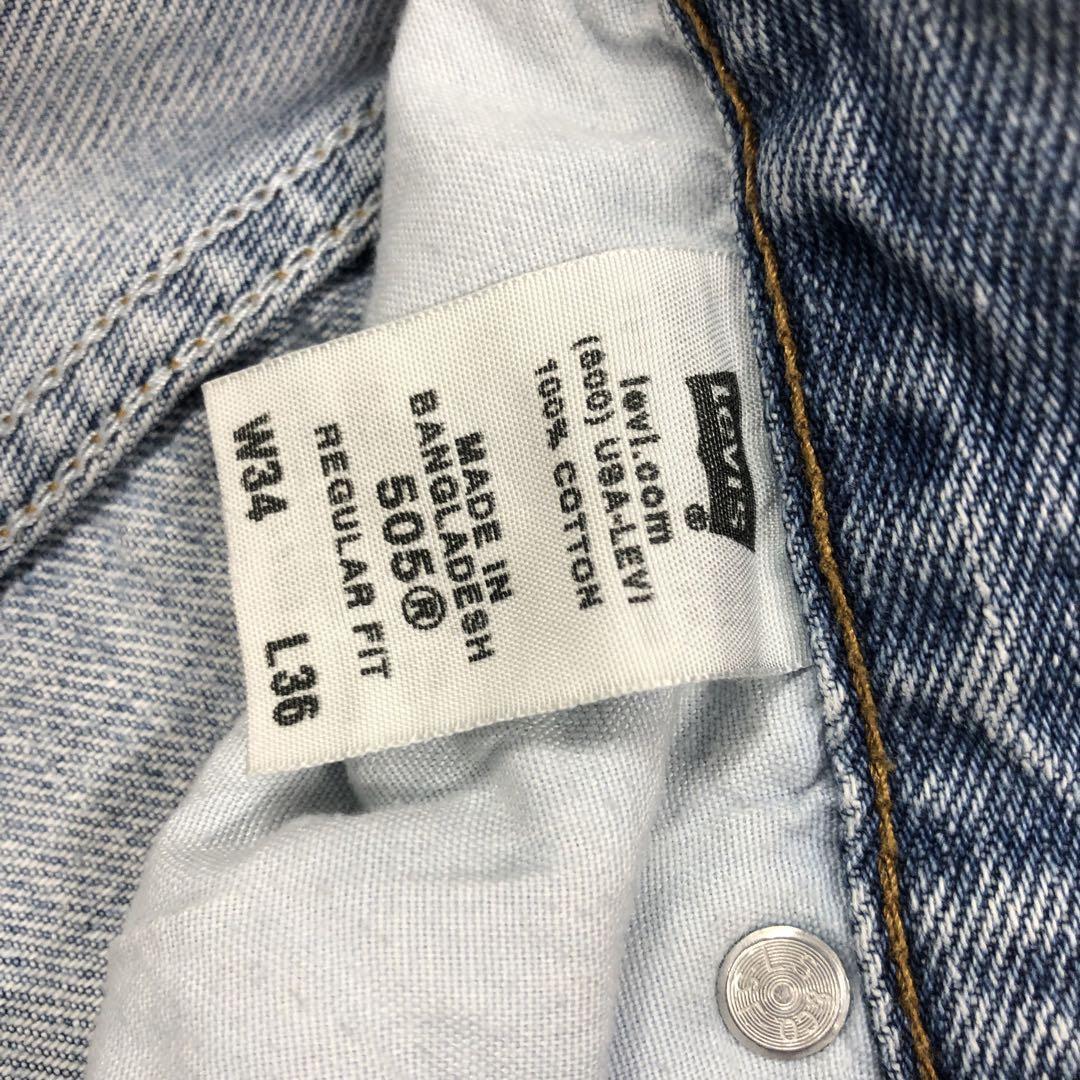 Levi's®
levi.com
(800) USA-LEVI
100% COTTON
MADE IN
BANGLADESH
505®
REGULAR FIT
W34 L36